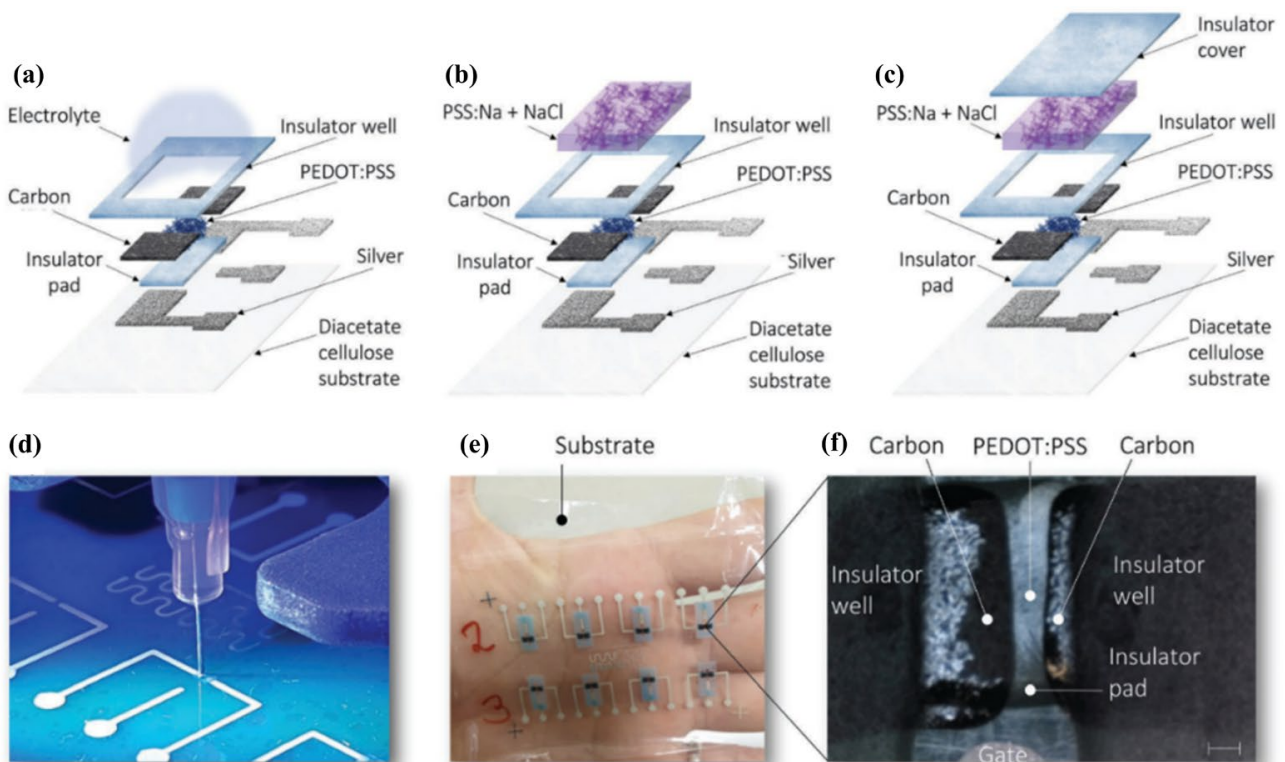 (a)
Electrolyte
Insulator well
PEDOT:PSS
Carbon
Insulator
pad
Silver
Diacetate
cellulose
substrate
(b)
PSS:Na + NaCl
Insulator well
PEDOT:PSS
Carbon
Insulator
pad
Silver
Diacetate
cellulose
substrate
(c)
Insulator
cover
PSS:Na + NaCl
Insulator well
PEDOT:PSS
Carbon
Insulator
pad
Silver
Diacetate
cellulose
substrate
(d)
(e)
Substrate
2
3
(f)
Carbon
PEDOT:PSS
Carbon
Insulator
well
Insulator
well
Insulator
pad
Gate